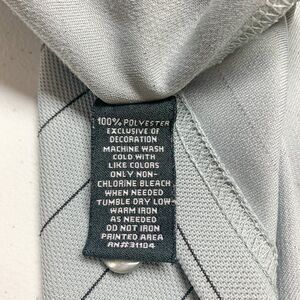 100% POLYESTER
EXCLUSIVE OF
DECORATION
MACHINE WASH
COLD WITH
LIKE COLORS
ONLY NON-
CHLORINE BLEACH
WHEN NEEDED
TUMBLE DRY LOW-
WARM IRON
AS NEEDED
DO NOT IRON
PRINTED AREA
RN#31104